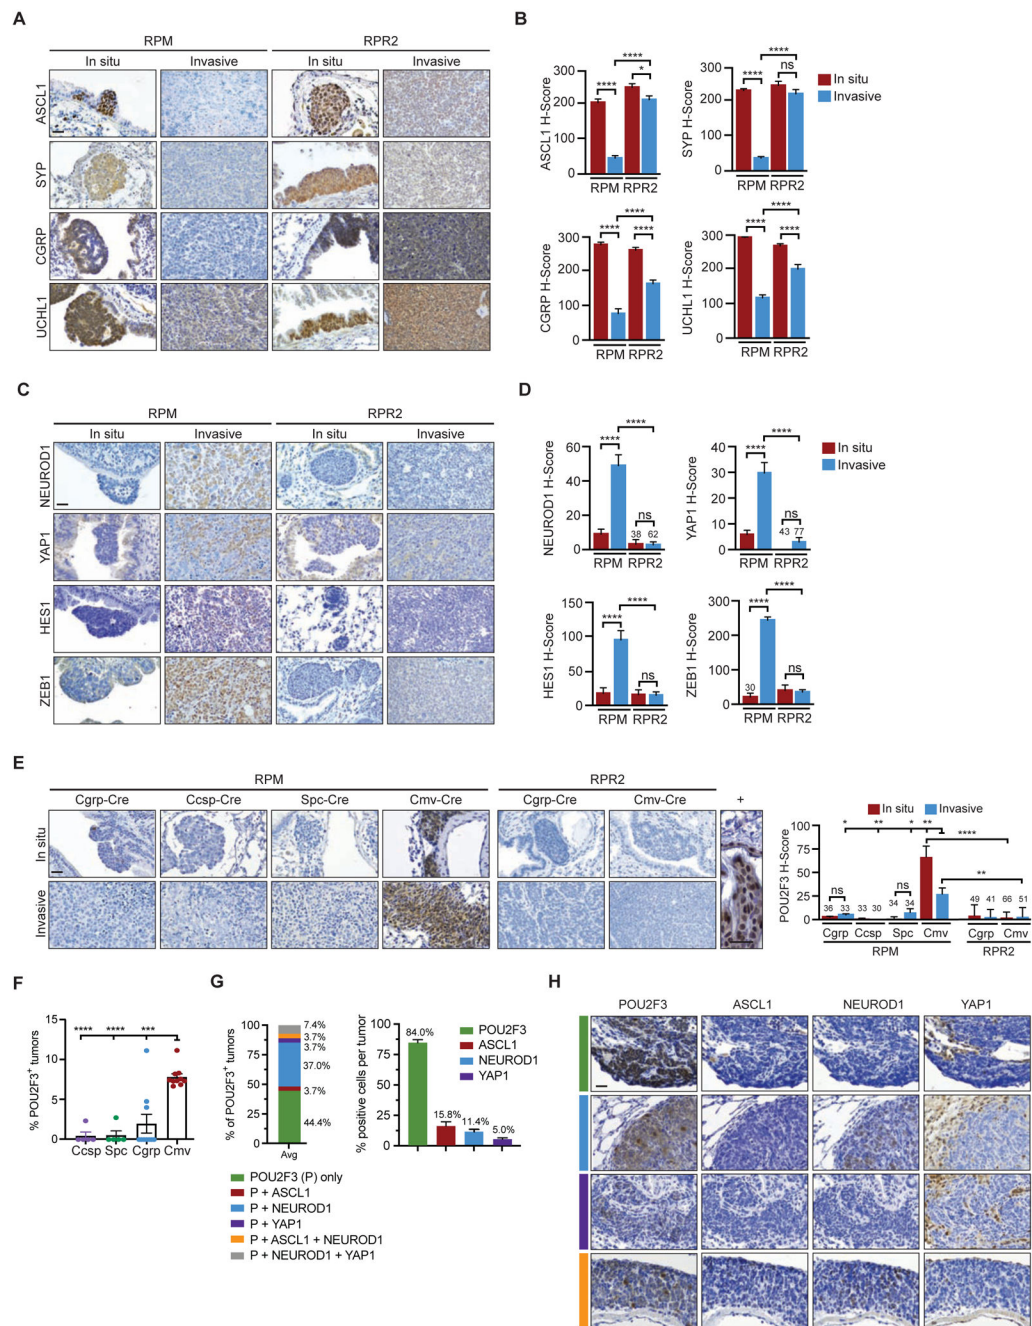 A
RPM RPR2
In situ Invasive In situ Invasive
ASCL1
SYP
CGRP
UCHL1
B
**** **** *
ASCL1 H-Score
300
200
100
0
RPM RPR2
**** **** ns
SYP H-Score
300
200
100
0
RPM RPR2
In situ
Invasive
**** **** ****
CGRP H-Score
300
200
100
0
RPM RPR2
**** **** ****
UCHL1 H-Score
300
200
100
0
RPM RPR2
C
RPM RPR2
In situ Invasive In situ Invasive
NEUROD1
YAP1
HES1
ZEB1
D
**** **** ns
NEUROD1 H-Score
60
40
20
0
38 62
RPM RPR2
**** **** ns
YAP1 H-Score
40
30
20
10
0
43 77
RPM RPR2
In situ
Invasive
**** **** ns
HES1 H-Score
150
100
50
0
RPM RPR2
**** **** ns
ZEB1 H-Score
300
200
100
0
30
RPM RPR2
E
RPM RPR2
Cgrp-Cre Ccsp-Cre Spc-Cre Cmv-Cre Cgrp-Cre Cmv-Cre +
In situ
Invasive
In situ Invasive
* ** * ** ****
**
ns ns
POU2F3 H-Score
100
75
50
25
0
36 33 33 30 34 34 49 41 66 51
Cgrp Ccsp Spc Cmv Cgrp Cmv
RPM RPR2
F
% POU2F3+ tumors
15
10
5
0
**** **** ***
Ccsp Spc Cgrp Cmv
G
% of POU2F3+ tumors
100
75
50
25
0
7.4%
3.7%
3.7%
37.0%
3.7%
44.4%
Avg
% positive cells per tumor
100
75
50
25
0
84.0%
15.8%
11.4%
5.0%
POU2F3
ASCL1
NEUROD1
YAP1
POU2F3 (P) only
P + ASCL1
P + NEUROD1
P + YAP1
P + ASCL1 + NEUROD1
P + NEUROD1 + YAP1
H
POU2F3 ASCL1 NEUROD1 YAP1